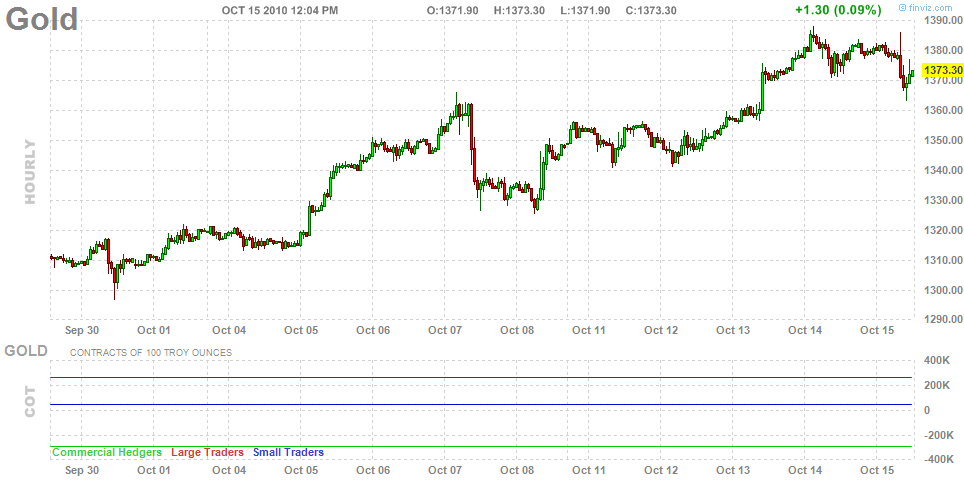 Gold
OCT 15 2010 12:04 PM O:1371.90 H:1373.30 L:1371.90 C:1373.30 +1.30 (0.09%) © finviz.com
HOURLY
1390.00
1380.00
1373.30
1370.00
1360.00
1350.00
1340.00
1330.00
1320.00
1310.00
1300.00
1290.00
Sep 30 Oct 01 Oct 04 Oct 05 Oct 06 Oct 07 Oct 08 Oct 11 Oct 12 Oct 13 Oct 14 Oct 15
GOLD CONTRACTS OF 100 TROY OUNCES
COT
400K
200K
0
-200K
-400K
Commercial Hedgers Large Traders Small Traders
Sep 30 Oct 01 Oct 04 Oct 05 Oct 06 Oct 07 Oct 08 Oct 11 Oct 12 Oct 13 Oct 14 Oct 15